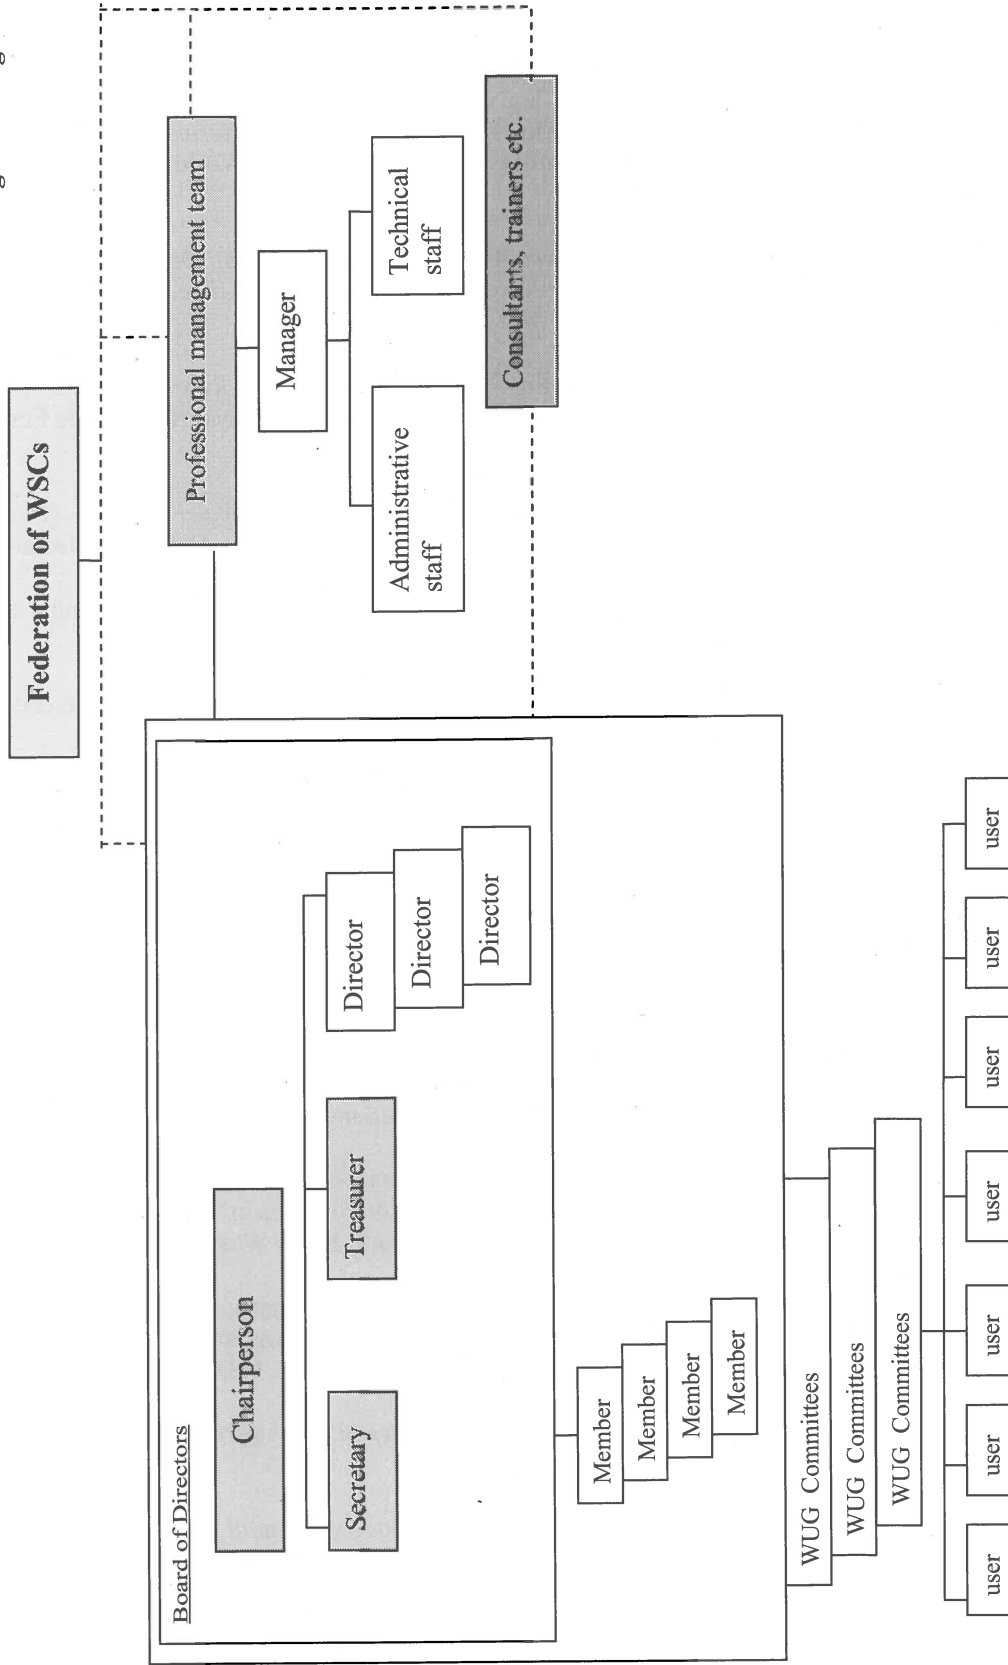 Federation of WSCs
Board of Directors
Chairperson
Secretary
Treasurer
Director
Director
Director
Member
Member
Member
Member
Professional management team
Manager
Administrative
staff
Technical
staff
Consultants, trainers etc.
WUG Committees
WUG Committees
WUG Committees
user
user
user
user
user
user
user